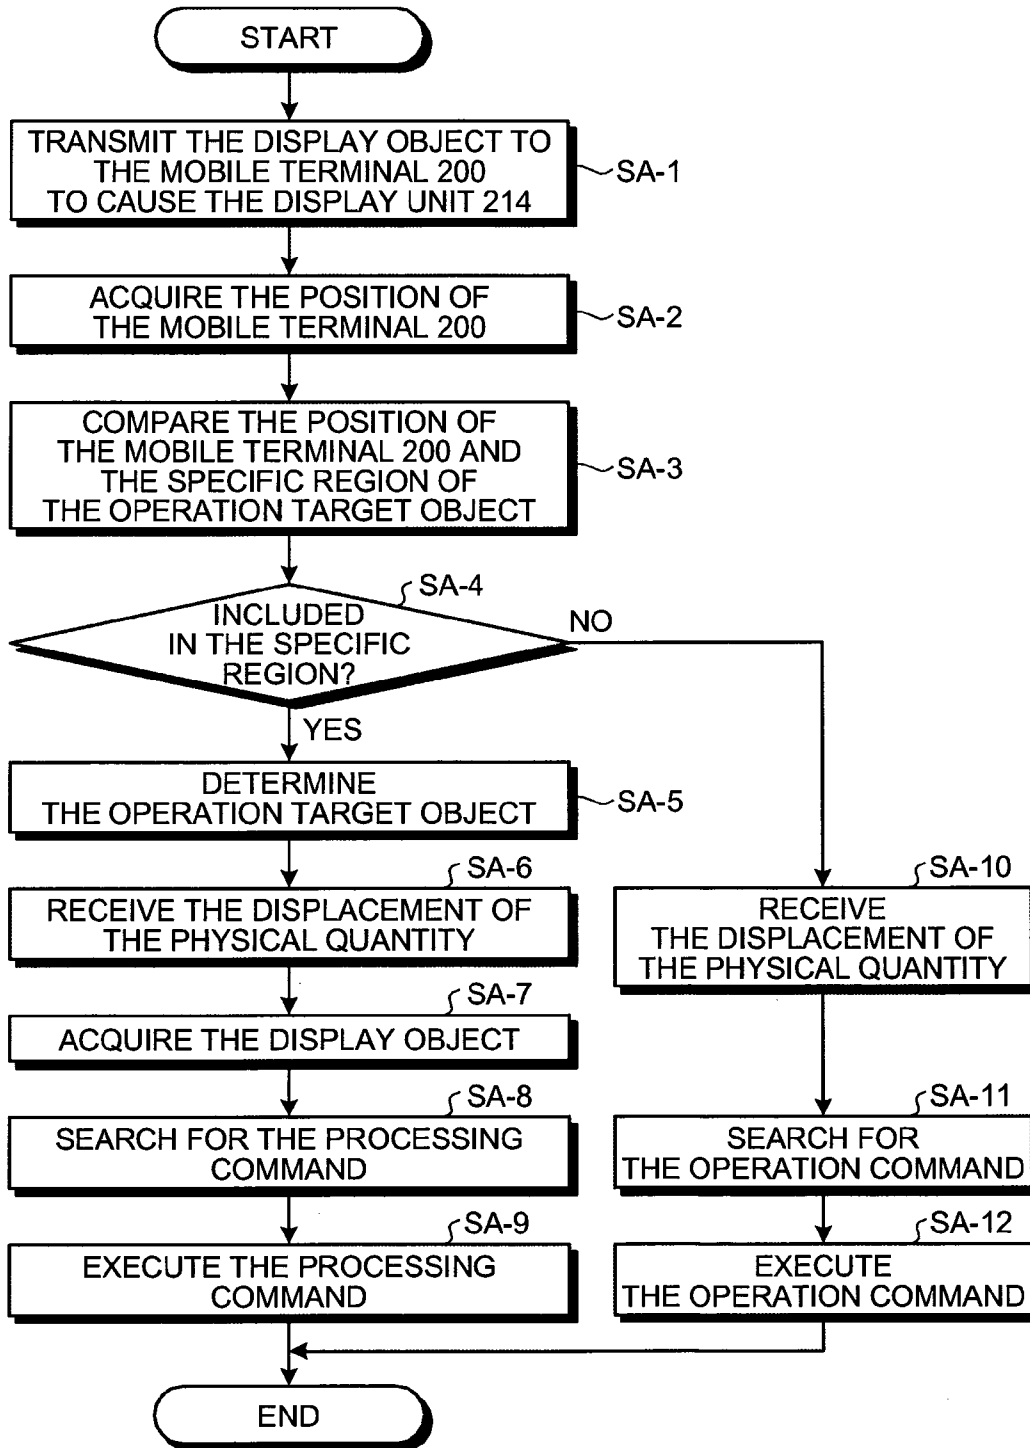 START
TRANSMIT THE DISPLAY OBJECT TO
THE MOBILE TERMINAL 200
TO CAUSE THE DISPLAY UNIT 214
SA-1
ACQUIRE THE POSITION OF
THE MOBILE TERMINAL 200
SA-2
COMPARE THE POSITION OF
THE MOBILE TERMINAL 200 AND
THE SPECIFIC REGION OF
THE OPERATION TARGET OBJECT
SA-3
SA-4
INCLUDED
IN THE SPECIFIC
REGION?
NO
YES
DETERMINE
THE OPERATION TARGET OBJECT
SA-5
SA-6
RECEIVE THE DISPLACEMENT OF
THE PHYSICAL QUANTITY
SA-7
ACQUIRE THE DISPLAY OBJECT
SA-8
SEARCH FOR THE PROCESSING
COMMAND
SA-9
EXECUTE THE PROCESSING
COMMAND
SA-10
RECEIVE
THE DISPLACEMENT OF
THE PHYSICAL QUANTITY
SA-11
SEARCH FOR
THE OPERATION COMMAND
SA-12
EXECUTE
THE OPERATION COMMAND
END